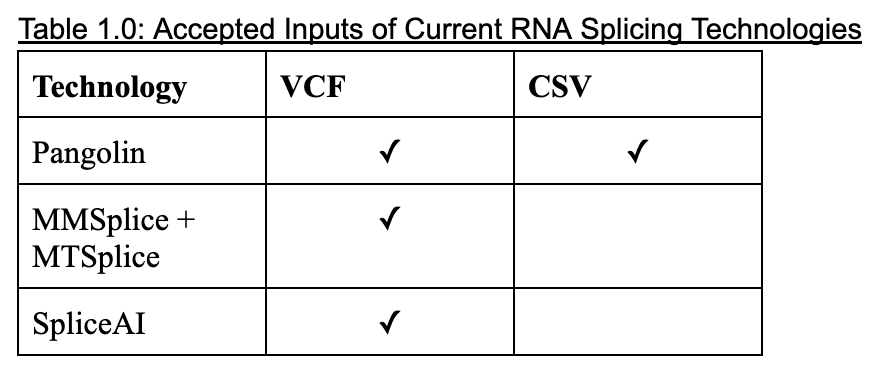 Table 1.0: Accepted Inputs of Current RNA Splicing Technologies
Technology VCF CSV
Pangolin ✓ ✓
MMSplice + ✓
MTSplice
SpliceAI ✓